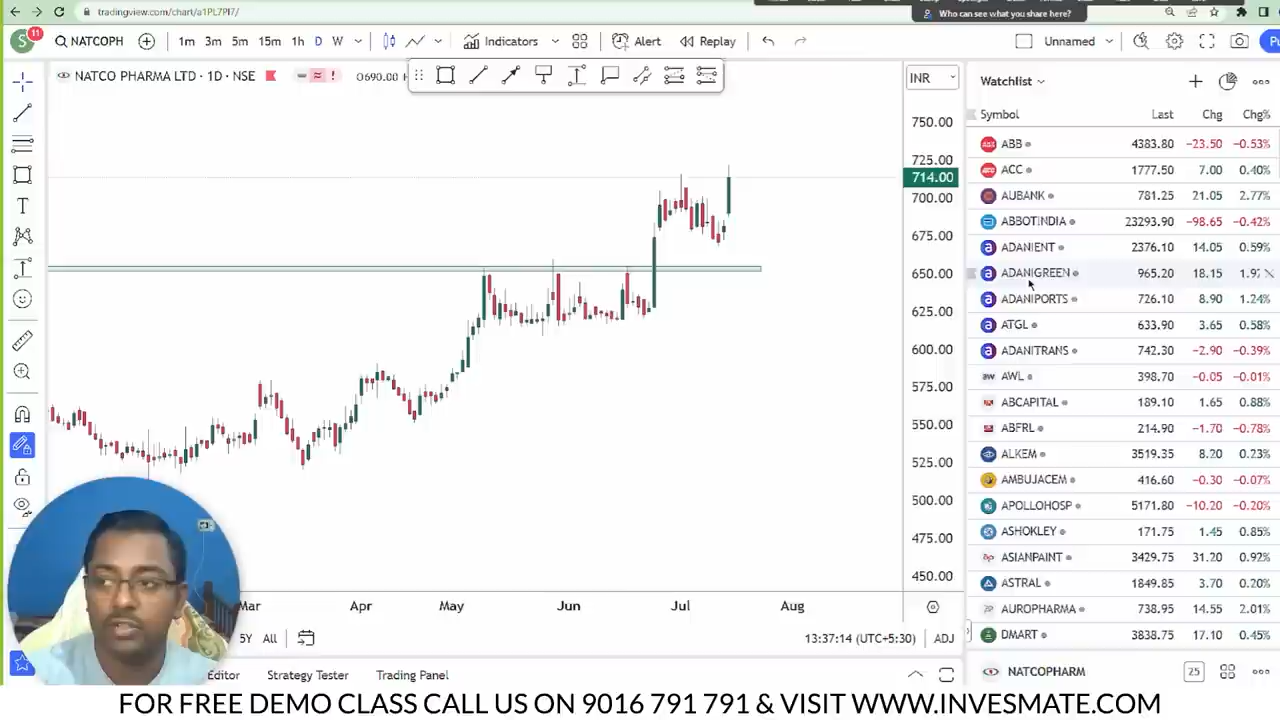 tradingview.com/chart/a1PL7PI7/
Who can see what you share here?
S 11 NATCOPH 1m 3m 5m 15m 1h D W Indicators Alert Replay Unnamed Pu
NATCO PHARMA LTD · 1D · NSE O690.00 H
INR
Watchlist
Symbol Last Chg Chg%
ABB 4383.80 −23.50 −0.53%
ACC 1777.50 7.00 0.40%
AUBANK 781.25 21.05 2.77%
ABBOTINDIA 23293.90 −98.65 −0.42%
ADANIENT 2376.10 14.05 0.59%
ADANIGREEN 965.20 18.15 1.9
ADANIPORTS 726.10 8.90 1.24%
ATGL 633.90 3.65 0.58%
ADANITRANS 742.30 −2.90 −0.39%
AWL 398.70 −0.05 −0.01%
ABCAPITAL 189.10 1.65 0.88%
ABFRL 214.90 −1.70 −0.78%
ALKEM 3519.35 8.20 0.23%
AMBUJACEM 416.60 −0.30 −0.07%
APOLLOHOSP 5171.80 −10.20 −0.20%
ASHOKLEY 171.75 1.45 0.85%
ASIANPAINT 3429.75 31.20 0.92%
ASTRAL 1849.85 3.70 0.20%
AUROPHARMA 738.95 14.55 2.01%
DMART 3838.75 17.10 0.45%
NATCOPHARM 25
750.00
725.00
714.00
700.00
675.00
650.00
625.00
600.00
575.00
550.00
525.00
500.00
475.00
450.00
Mar Apr May Jun Jul Aug
5Y All 13:37:14 (UTC+5:30) ADJ
Editor Strategy Tester Trading Panel
FOR FREE DEMO CLASS CALL US ON 9016 791 791 & VISIT WWW.INVESMATE.COM